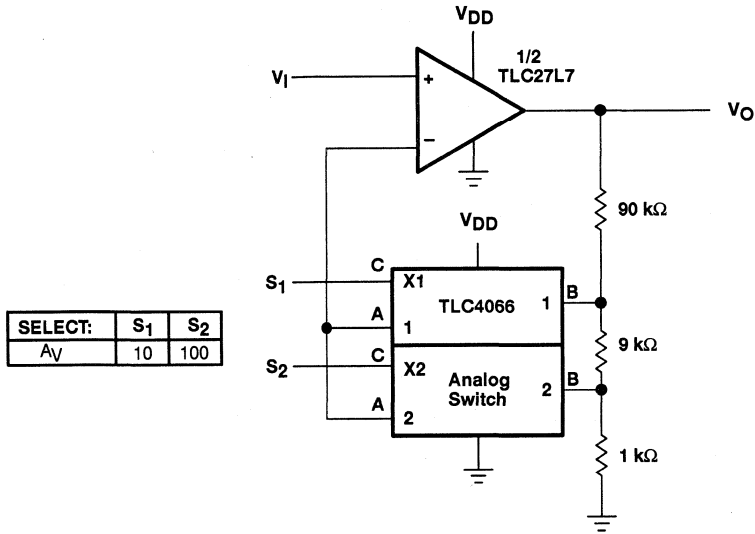 VDD
1/2
TLC27L7
VI
+
−
VO
90 kΩ
VDD
S1
C
X1
TLC4066
1
B
A
1
9 kΩ
S2
C
X2
Analog
Switch
2
B
A
2
1 kΩ
SELECT: S1 S2
AV 10 100